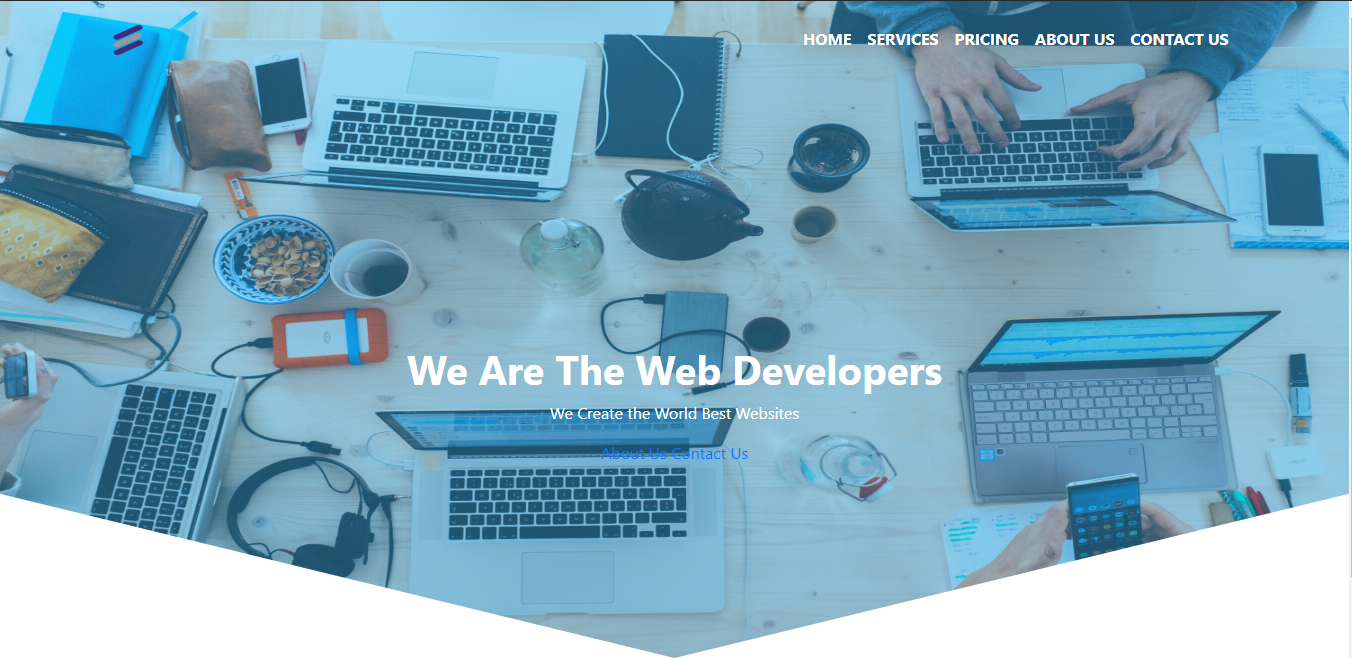 HOME SERVICES PRICING ABOUT US CONTACT US
We Are The Web Developers
We Create the World Best Websites
About Us Contact Us